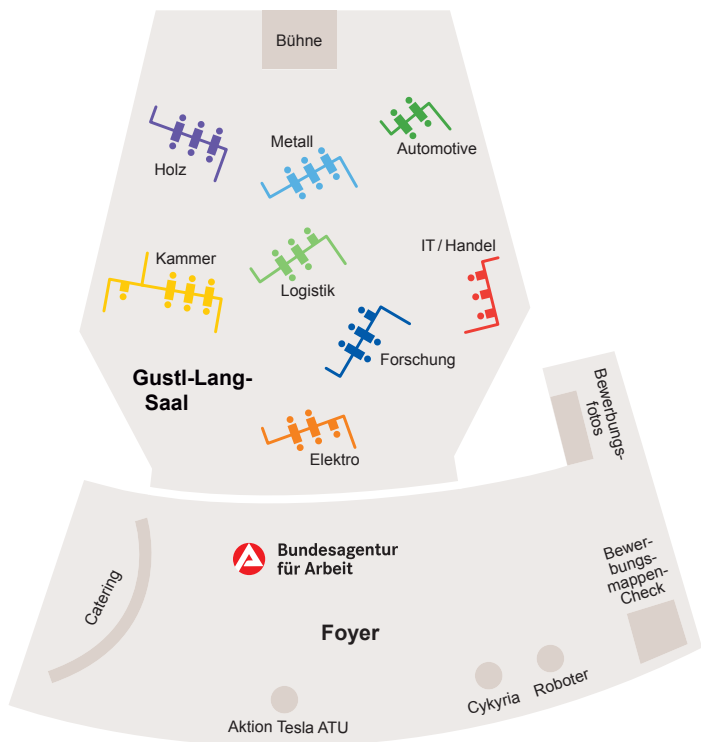 Bühne
Automotive
Metall
Holz
IT / Handel
Kammer
Logistik
Forschung
Gustl-Lang-
Saal
Elektro
Bewerbungs-
fotos
Bundesagentur
für Arbeit
Bewer-
bungs-
mappen-
Check
Catering
Foyer
Cykyria
Roboter
Aktion Tesla ATU